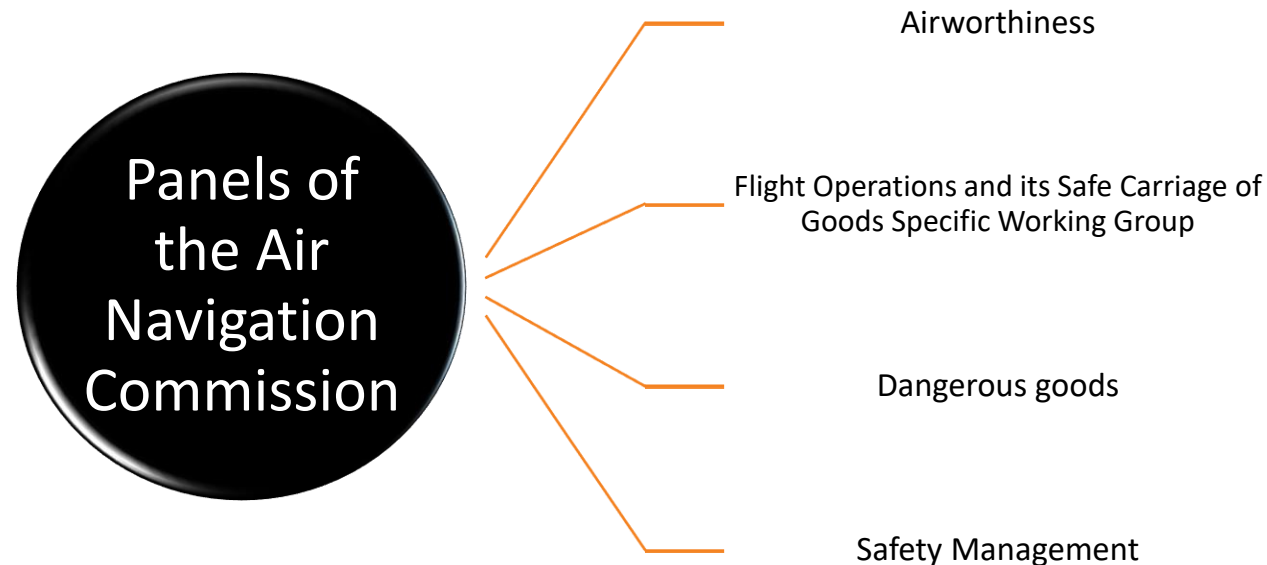 Panels of
the Air
Navigation
Commission
Airworthiness
Flight Operations and its Safe Carriage of
Goods Specific Working Group
Dangerous goods
Safety Management